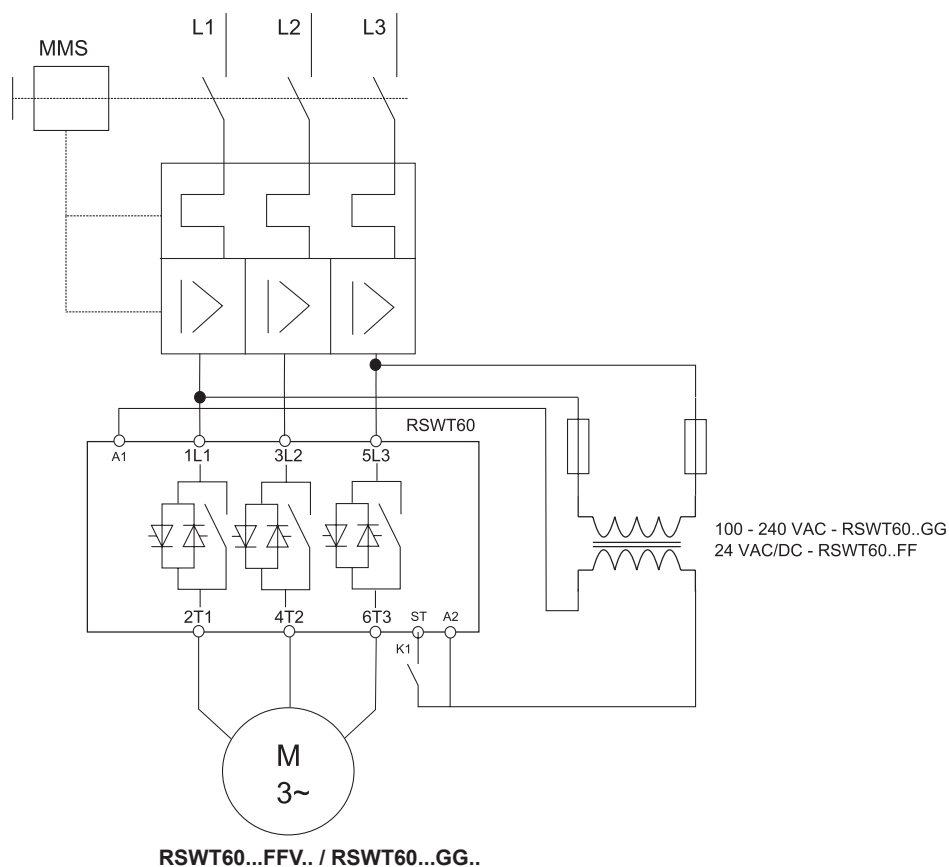 L1 L2 L3
MMS
RSWT60
A1 1L1 3L2 5L3
100 - 240 VAC - RSWT60..GG
24 VAC/DC - RSWT60..FF
2T1 4T2 6T3 ST A2
K1
M
3~
RSWT60...FFV.. / RSWT60...GG..